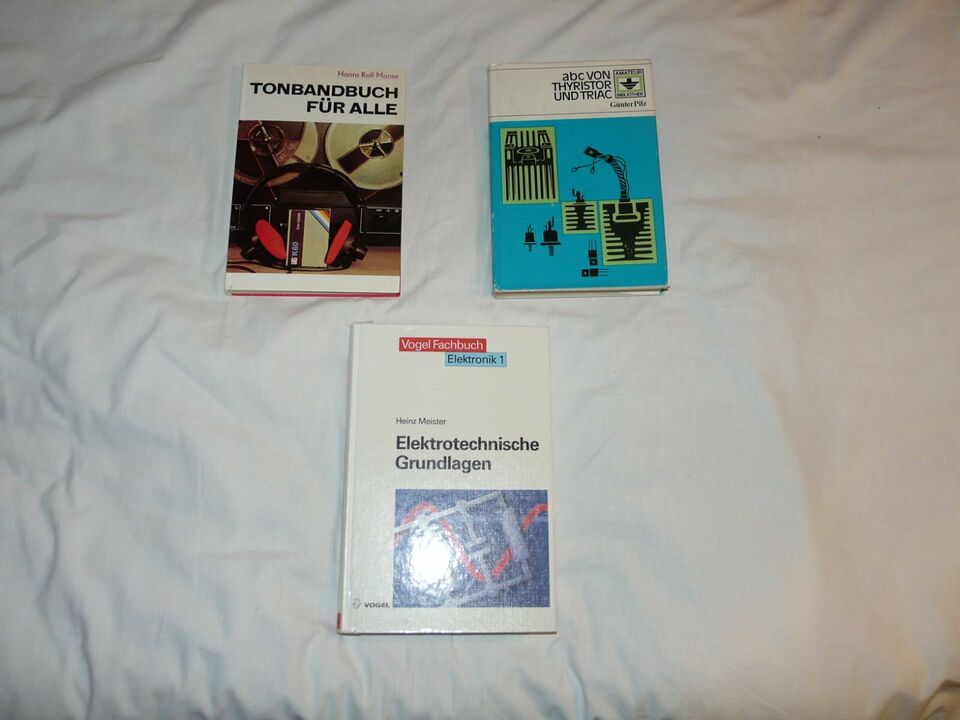 Hanns Rolf Monse
TONBANDBUCH
FÜR ALLE
K60
abc VON
THYRISTOR
UND TRIAC
AMATEUR
BIBLIOTHEK
Günter Pilz
Vogel Fachbuch
Elektronik 1
Heinz Meister
Elektrotechnische
Grundlagen
VOGEL